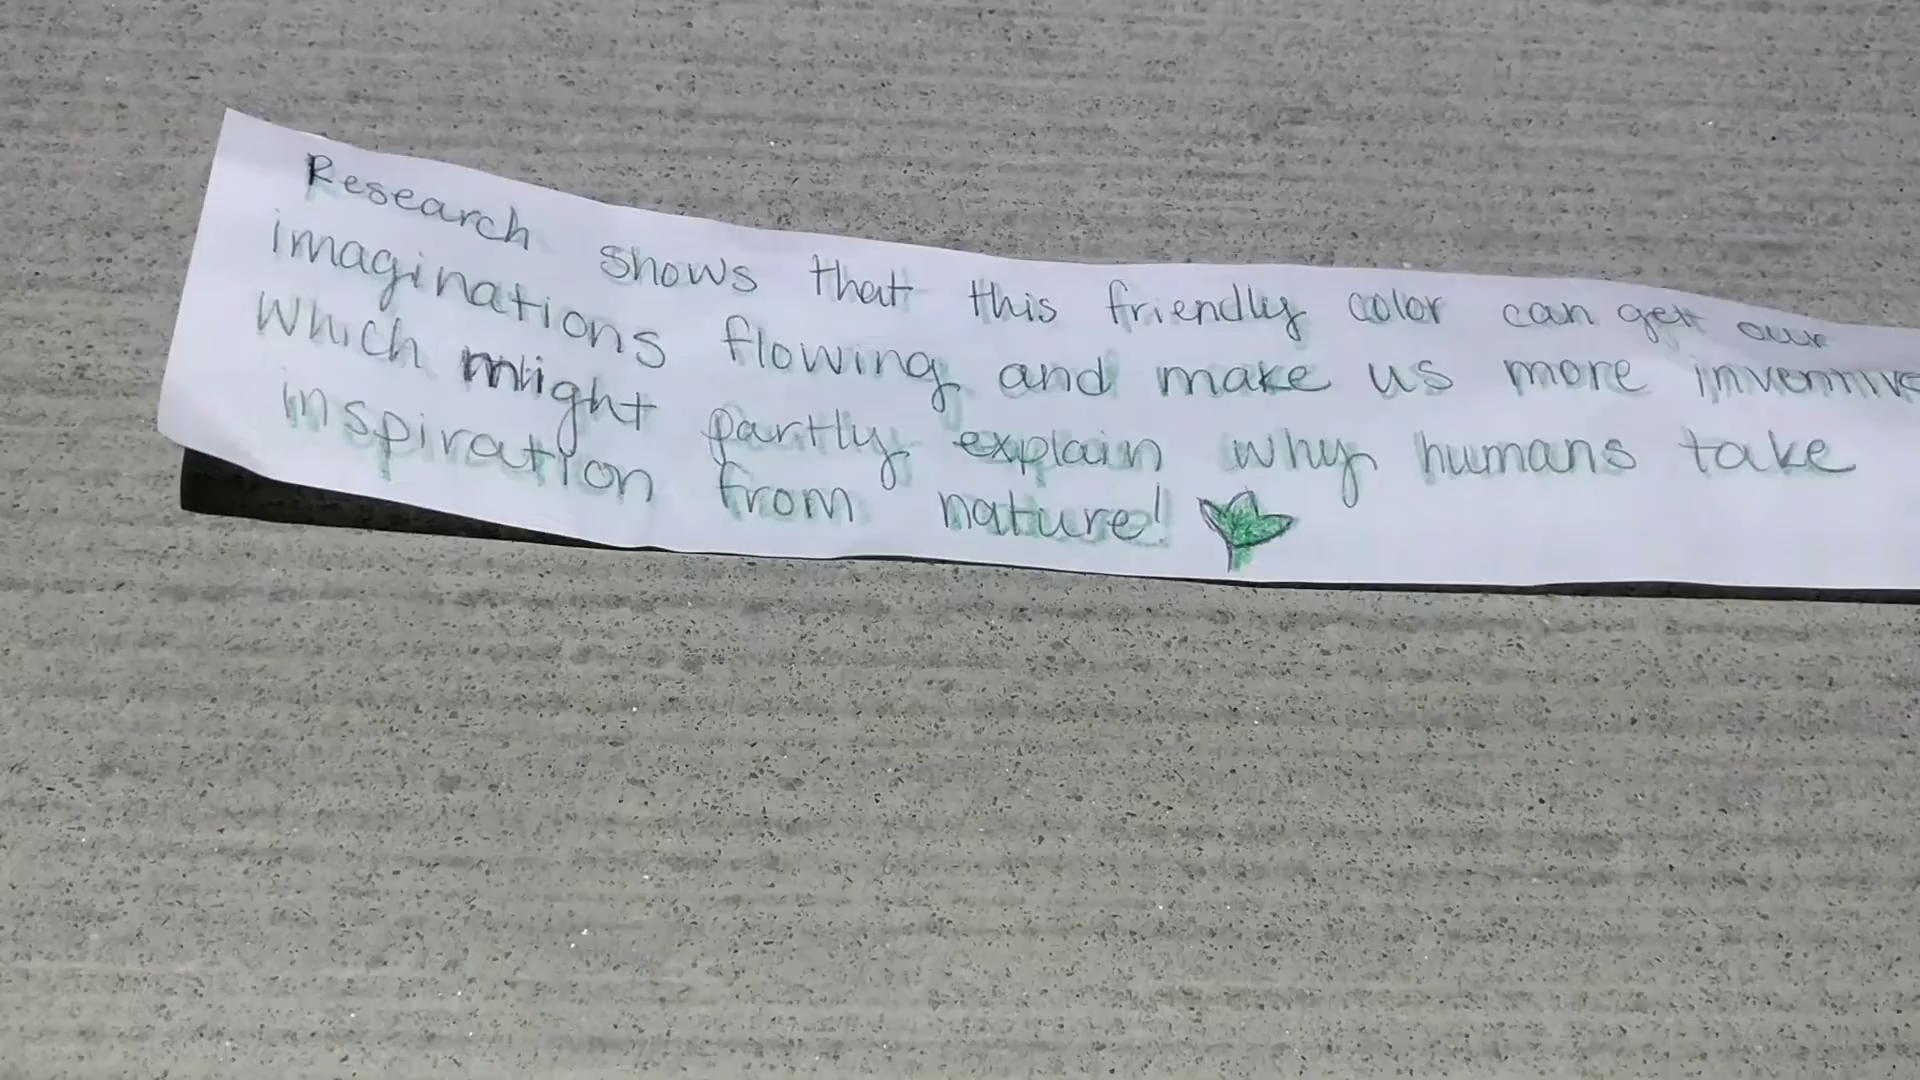 Research shows that this friendly color can get our
imaginations flowing and make us more inventive
which might partly explain why humans take
inspiration from nature!